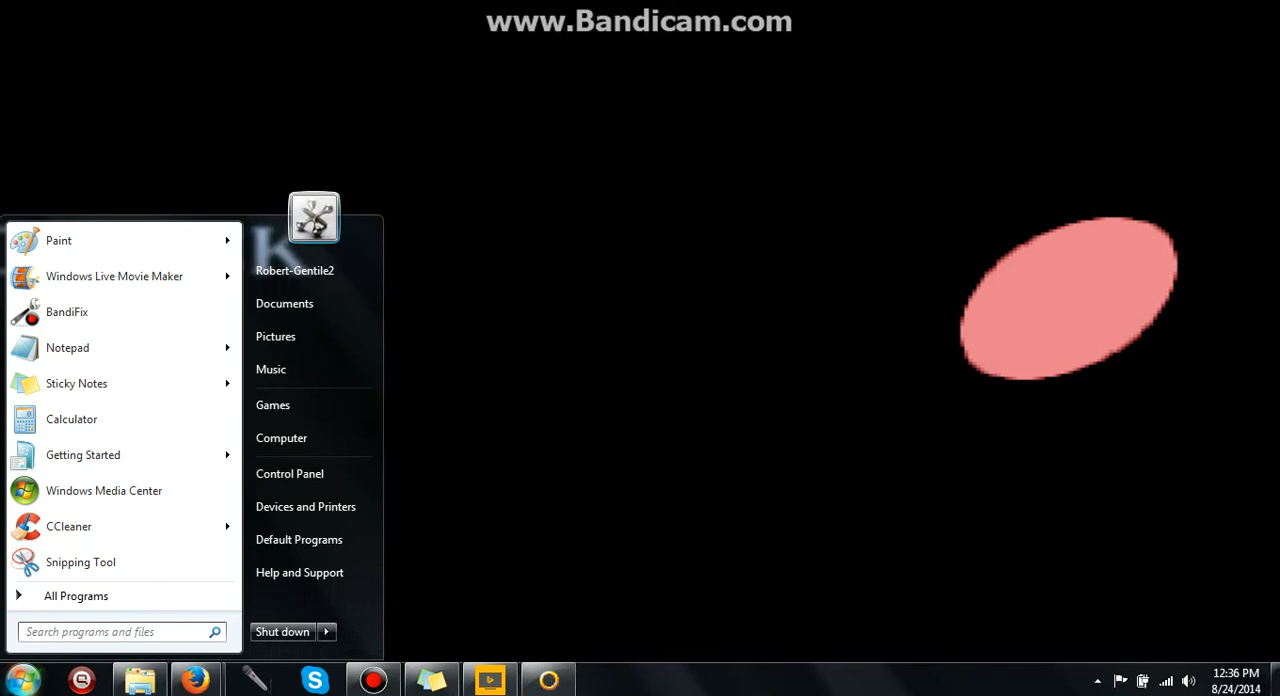 www.Bandicam.com
K
Paint
Windows Live Movie Maker
BandiFix
Notepad
Sticky Notes
Calculator
Getting Started
Windows Media Center
CCleaner
Snipping Tool
All Programs
Search programs and files
Robert-Gentile2
Documents
Pictures
Music
Games
Computer
Control Panel
Devices and Printers
Default Programs
Help and Support
Shut down
12:36 PM
8/24/2014